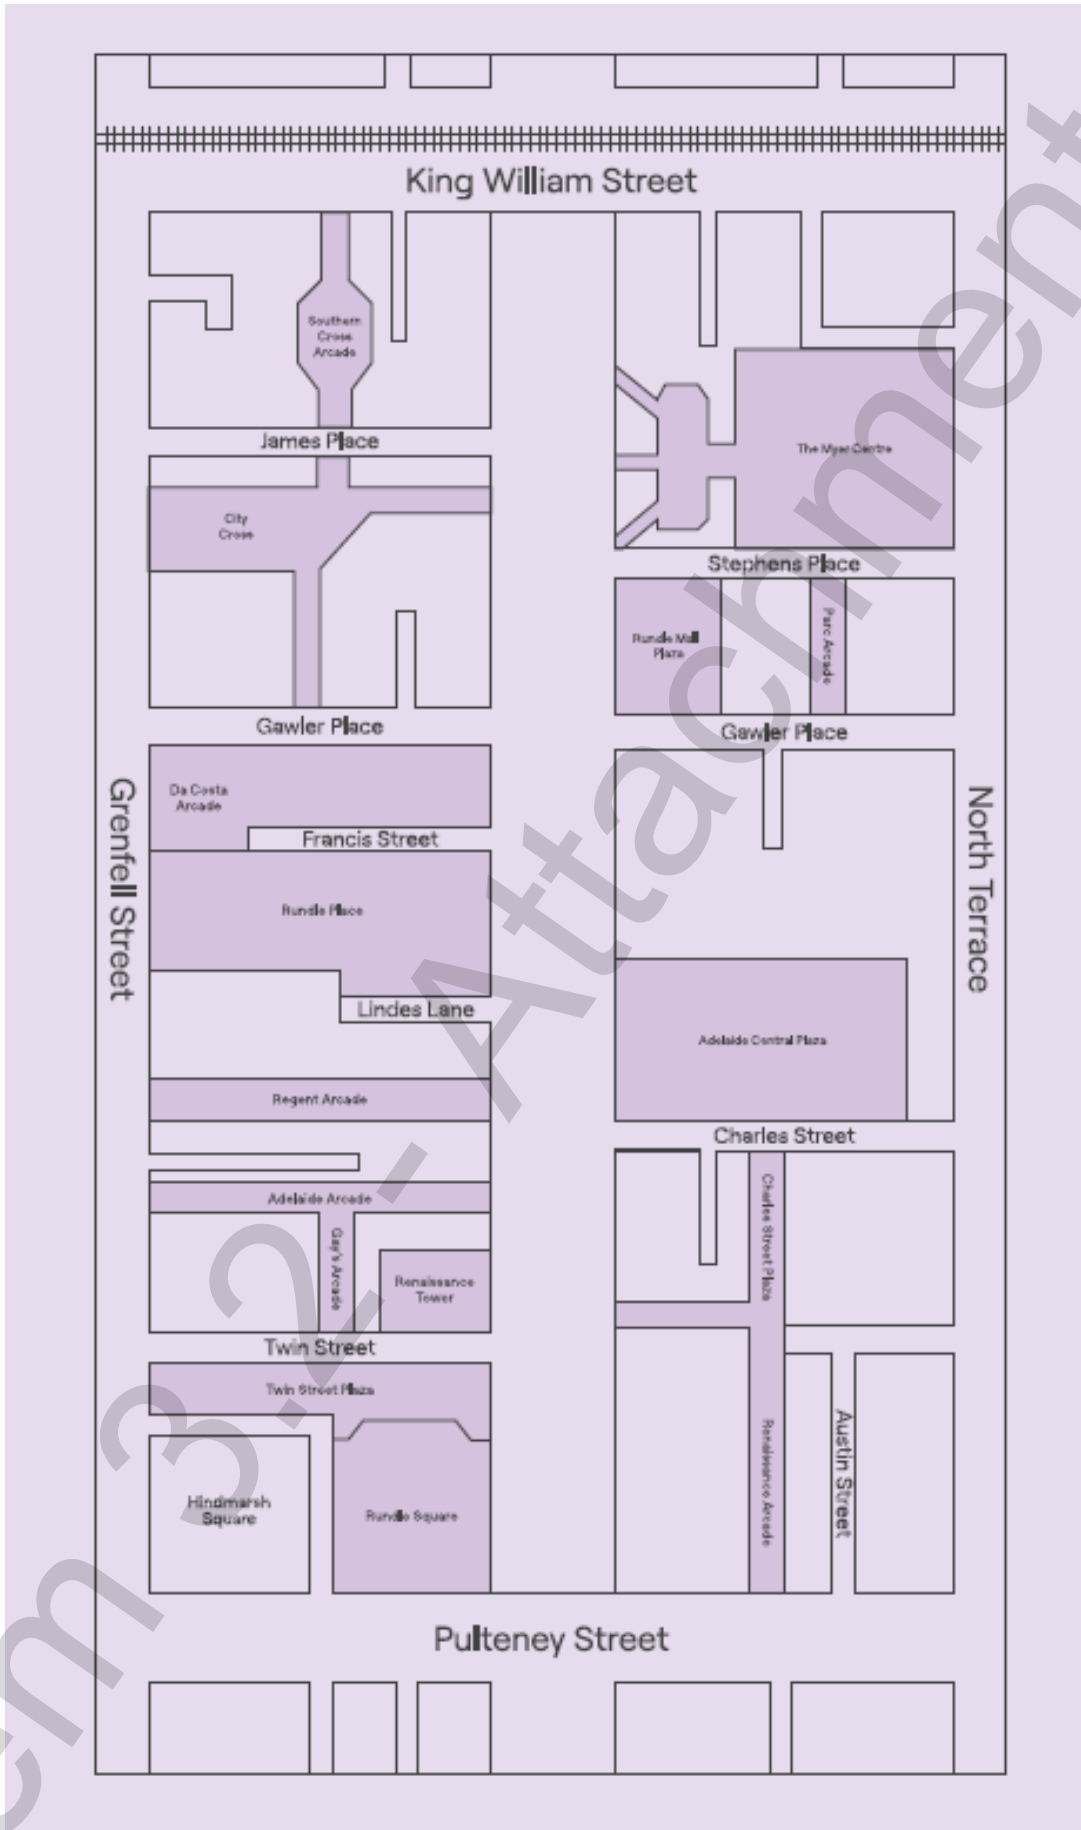 King William Street
Southern
Cross
Arcade
James Place
The Myer Centre
City
Cross
Stephens Place
Rundle Mall
Plaza
Parc Arcade
Gawler Place
Gawler Place
Da Costa
Arcade
Francis Street
Grenfell Street
North Terrace
Rundle Place
Lindes Lane
Adelaide Central Plaza
Regent Arcade
Charles Street
Adelaide Arcade
Gay's Arcade
Charles Street Plaza
Renaissance
Tower
Twin Street
Twin Street Plaza
Renaissance Arcade
Austin Street
Hindmarsh
Square
Rundle Square
Pulteney Street
em 3.2 - Attachment